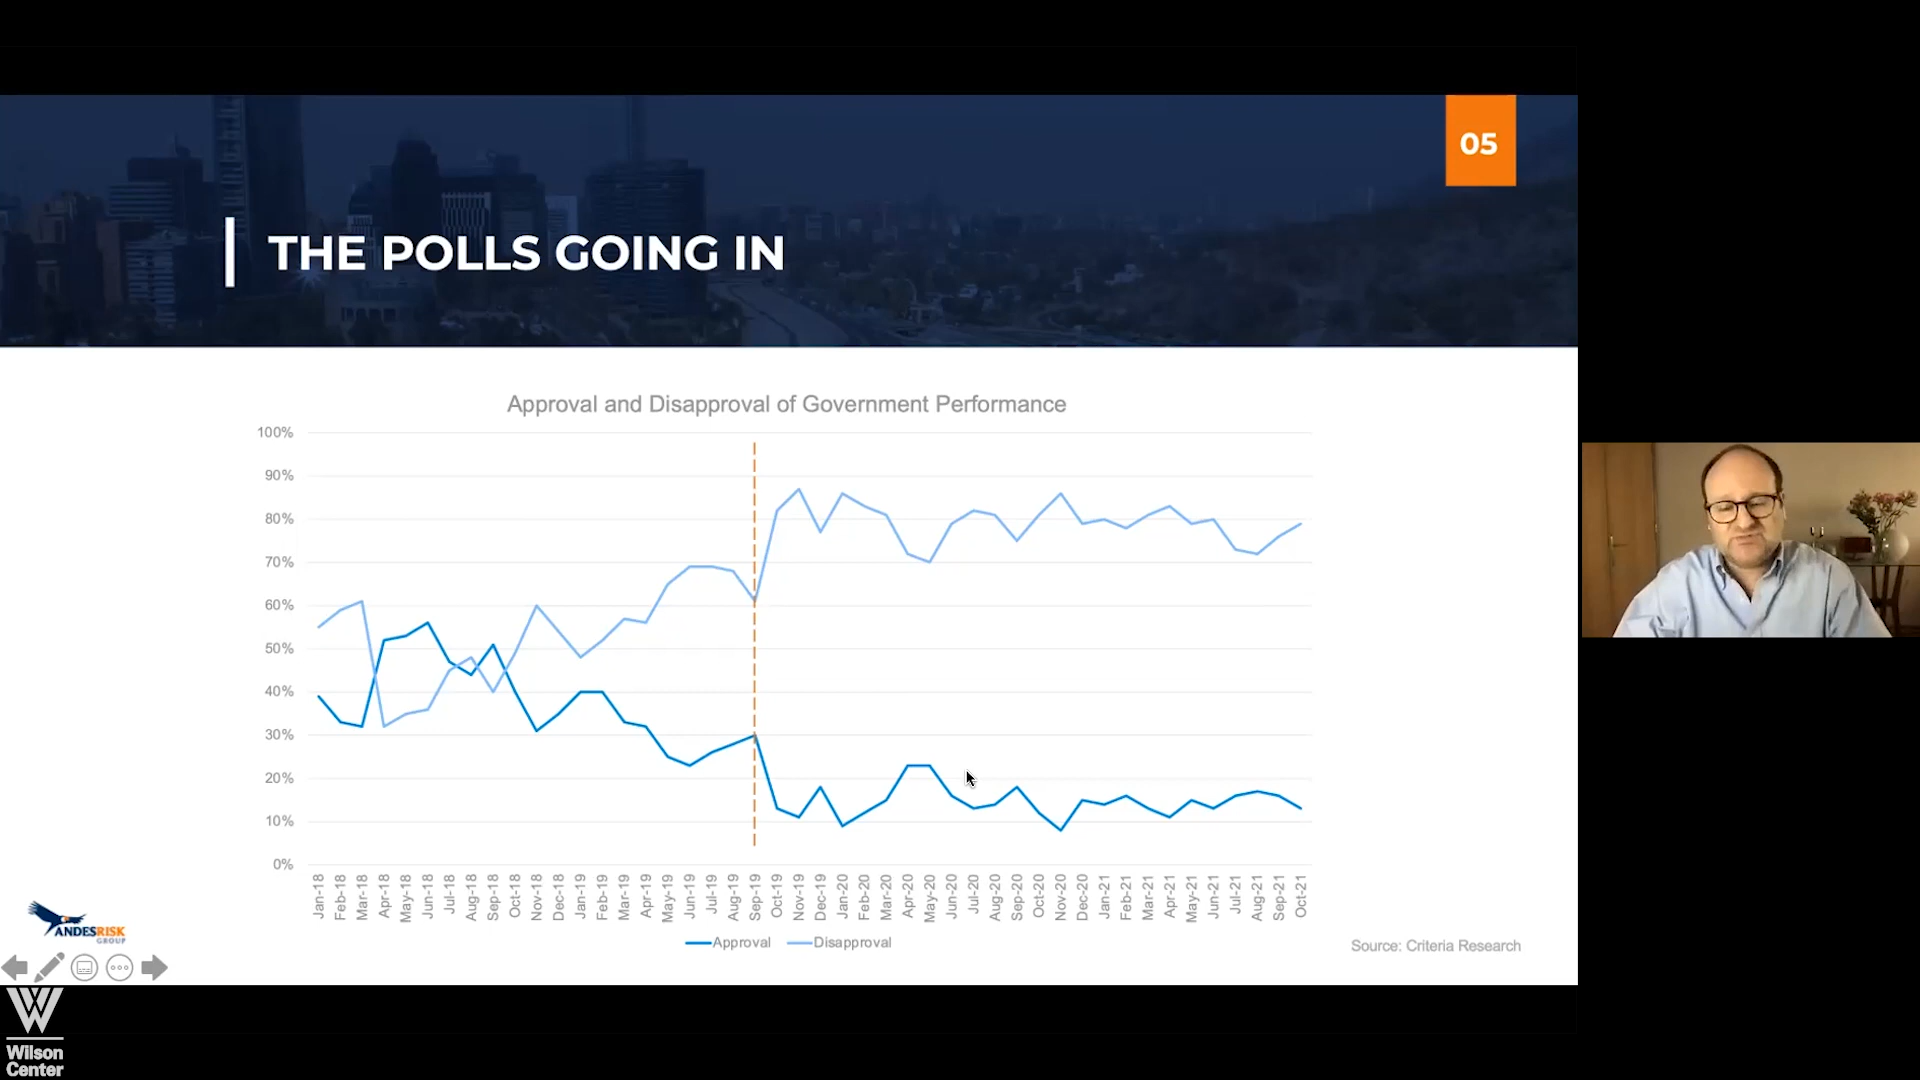 05
THE POLLS GOING IN
Approval and Disapproval of Government Performance
100%
90%
80%
70%
60%
50%
40%
30%
20%
10%
0%
Jan-18
Feb-18
Mar-18
Apr-18
May-18
Jun-18
Jul-18
Aug-18
Sep-18
Oct-18
Nov-18
Dec-18
Jan-19
Feb-19
Mar-19
Apr-19
May-19
Jun-19
Jul-19
Aug-19
Sep-19
Oct-19
Nov-19
Dec-19
Jan-20
Feb-20
Mar-20
Apr-20
May-20
Jun-20
Jul-20
Aug-20
Sep-20
Oct-20
Nov-20
Dec-20
Jan-21
Feb-21
Mar-21
Apr-21
May-21
Jun-21
Jul-21
Aug-21
Sep-21
Oct-21
Approval Disapproval
Source: Criteria Research
ANDESRISK
GROUP
Wilson
Center